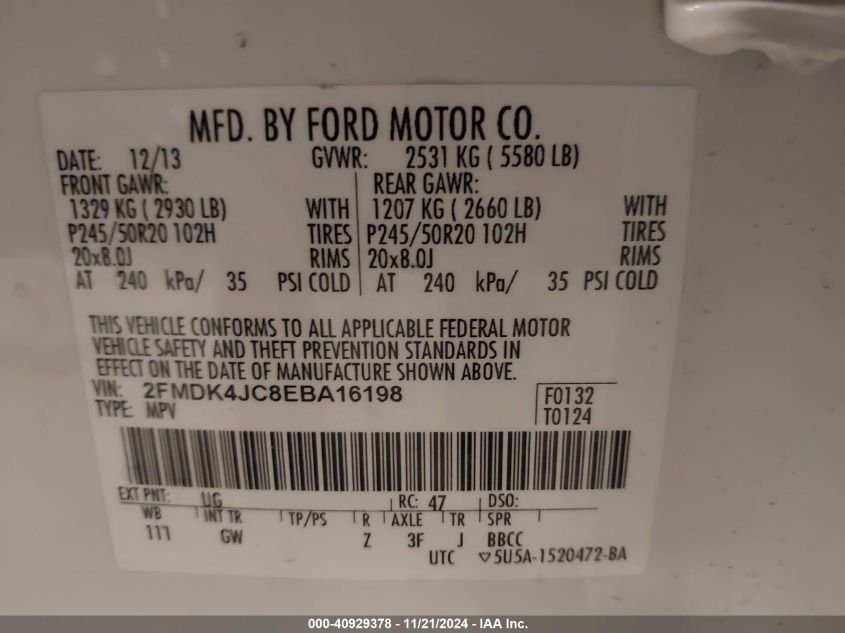 MFD. BY FORD MOTOR CO.
DATE: 12/13 GVWR: 2531 KG ( 5580 LB)
FRONT GAWR: REAR GAWR:
1329 KG ( 2930 LB) WITH 1207 KG ( 2660 LB) WITH
P245/50R20 102H TIRES P245/50R20 102H TIRES
20x8.0J RIMS 20x8.0J RIMS
AT 240 kPa/ 35 PSI COLD AT 240 kPa/ 35 PSI COLD
THIS VEHICLE CONFORMS TO ALL APPLICABLE FEDERAL MOTOR
VEHICLE SAFETY AND THEFT PREVENTION STANDARDS IN
EFFECT ON THE DATE OF MANUFACTURE SHOWN ABOVE.
VIN: 2FMDK4JC8EBA16198 F0132
TYPE: MPV T0124
EXT PNT: UG RC: 47 DSO:
WB INT TR TP/PS R AXLE TR SPR
111 GW Z 3F J BBCC
UTC ▽5U5A-1520472-BA
000-40929378 - 11/21/2024 - IAA Inc.